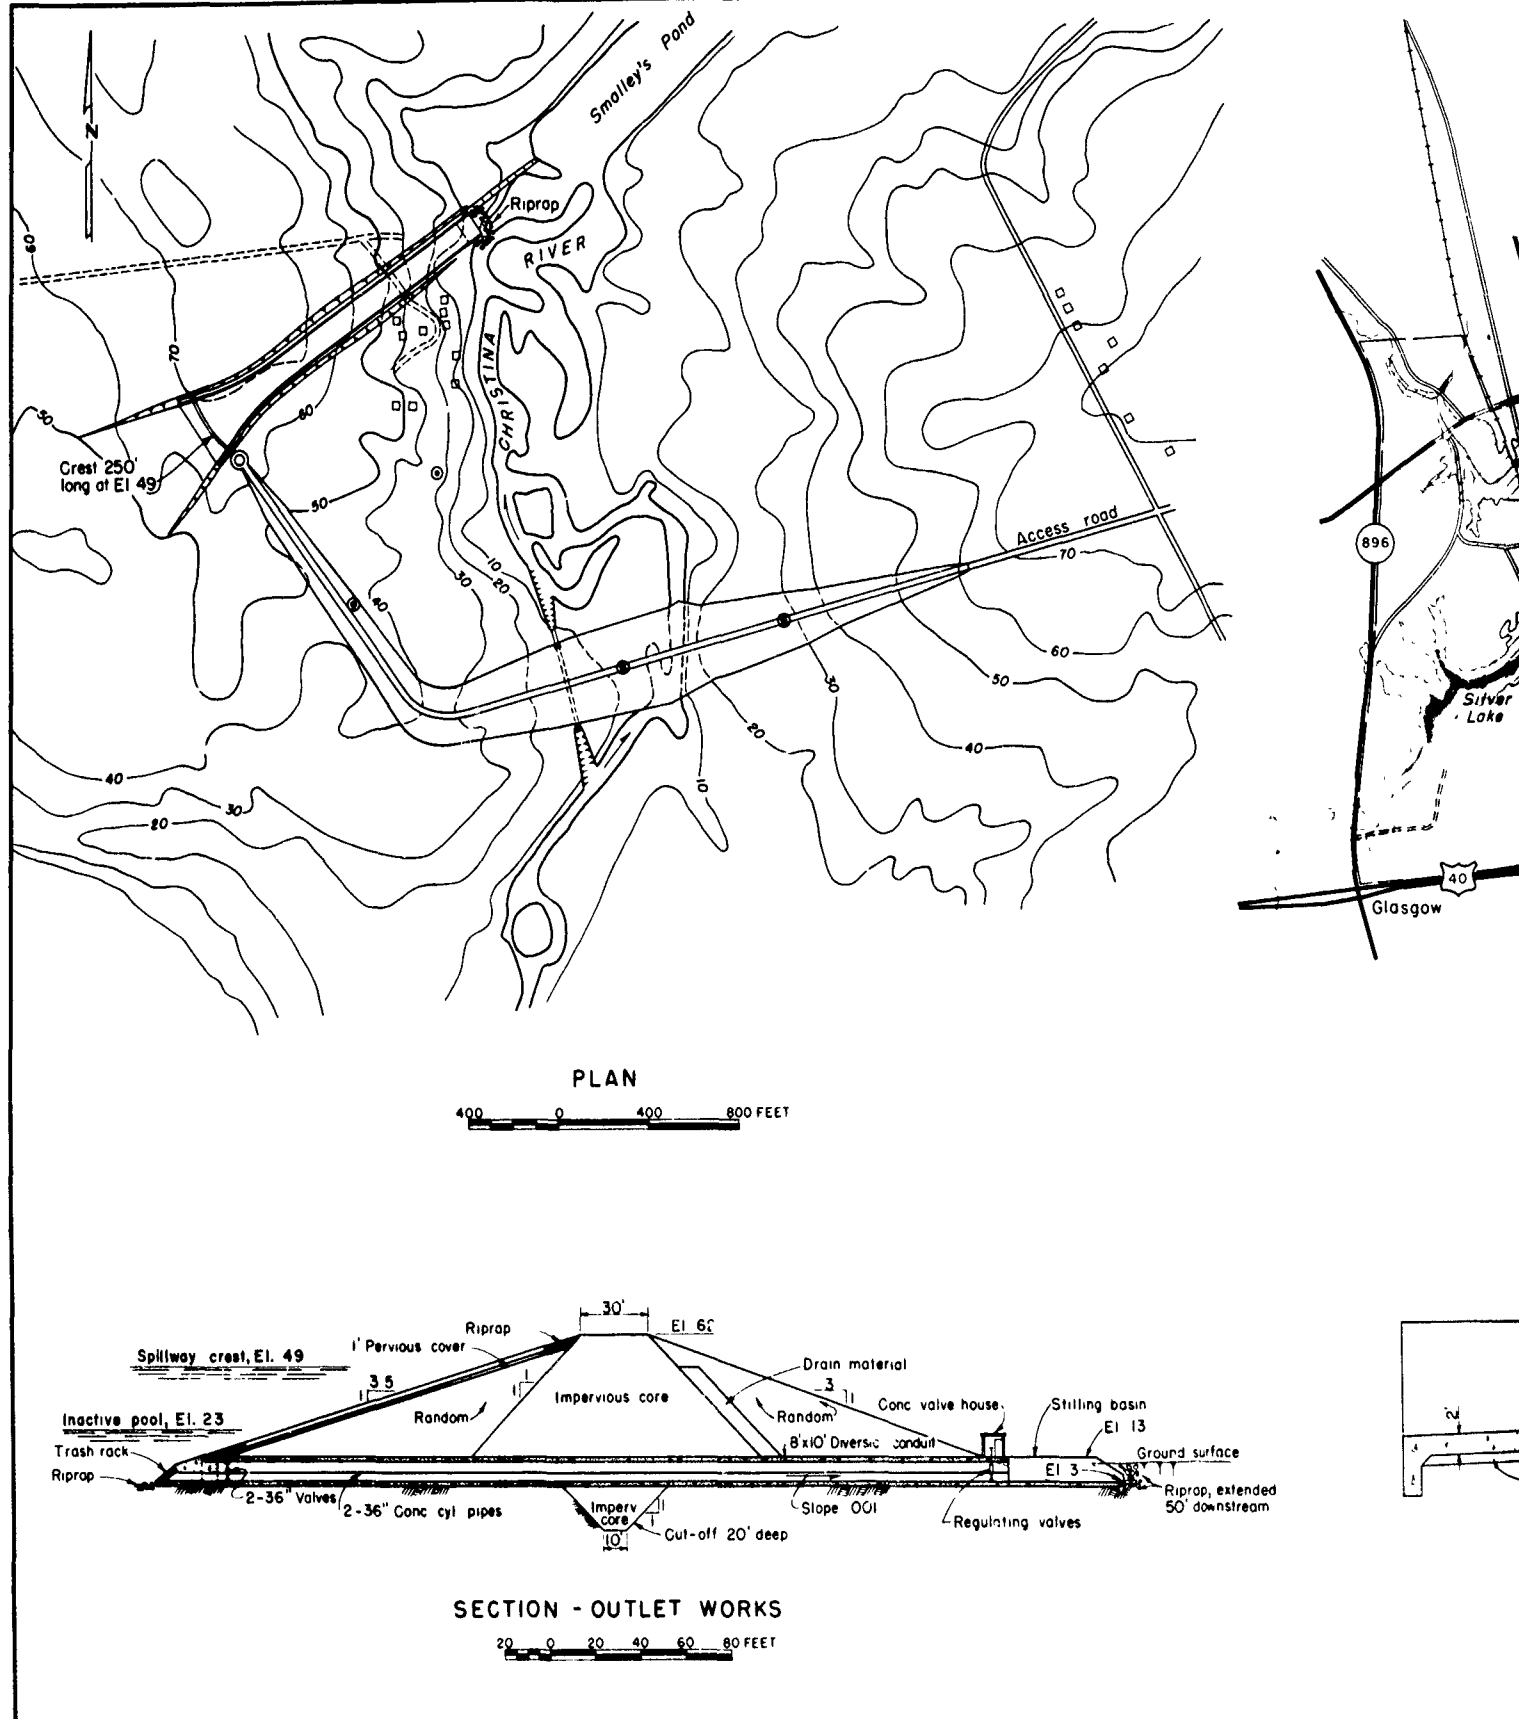 Smalley's Pond
N
Riprap
RIVER
CHRISTINA
60
70
80
60
Crest 250'
long at El 49
50
40
30
10
20
Access road
70
60
50
40
30
20
10
40
30
20
896
Silver
Lake
40
Glasgow
PLAN
400 0 400 800 FEET
30'
El 62
Riprap
1' Pervious cover
Spillway crest, El. 49
3.5
1
1
1
Drain material
3
1
Impervious core
Random
Random
Conc valve house
Stilling basin
El 13
Inactive pool, El. 23
Trash rack
8'x10' Diversion conduit
Ground surface
Riprap
El 3
2-36" Valves
2-36" Conc cyl pipes
Slope .001
Riprap, extended
50' downstream
Regulating valves
Imperv
core
1
1
10'
Cut-off 20' deep
2'
SECTION - OUTLET WORKS
20 0 20 40 60 80 FEET